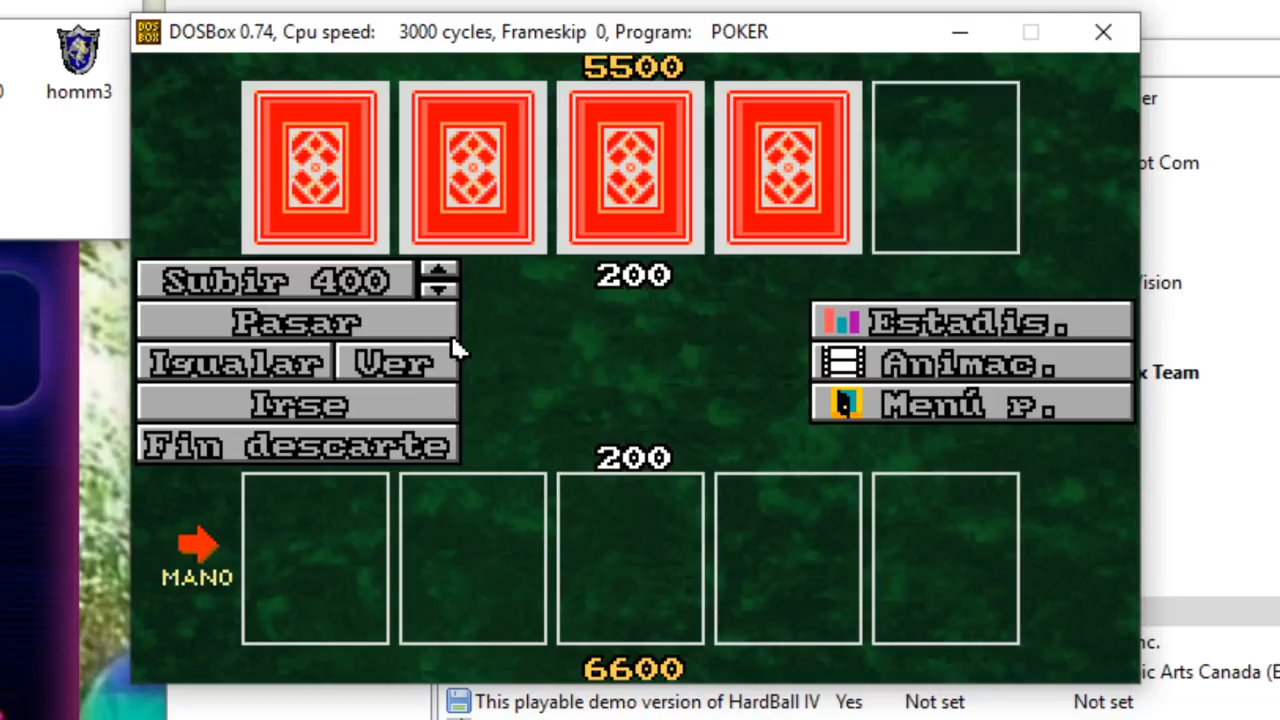 DOSBox 0.74, Cpu speed: 3000 cycles, Frameskip 0, Program: POKER
0
homm3
5500
er
ot Com
200
Subir 400
ision
Pasar
Estadis.
Igualar
Ver
Animac.
x Team
Irse
Menú p.
Fin descarte
200
MANO
nc.
6600
ic Arts Canada (E
This playable demo version of HardBall IV Yes Not set Not set